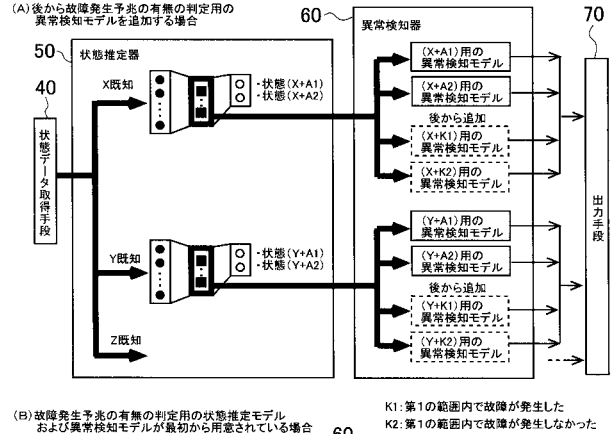 (A)後から故障発生予兆の有無の判定用の
異常検知モデルを追加する場合
50
状態推定器
40
状態データ取得手段
X既知
・状態(X+A1)
・状態(X+A2)
Y既知
・状態(Y+A1)
・状態(Y+A2)
Z既知
60
異常検知器
(X+A1)用の
異常検知モデル
(X+A2)用の
異常検知モデル
後から追加
(X+K1)用の
異常検知モデル
(X+K2)用の
異常検知モデル
(Y+A1)用の
異常検知モデル
(Y+A2)用の
異常検知モデル
後から追加
(Y+K1)用の
異常検知モデル
(Y+K2)用の
異常検知モデル
70
出力手段
K1:第1の範囲内で故障が発生した
K2:第1の範囲内で故障が発生しなかった
(B)故障発生予兆の有無の判定用の状態推定モデル
および異常検知モデルが最初から用意されている場合
60